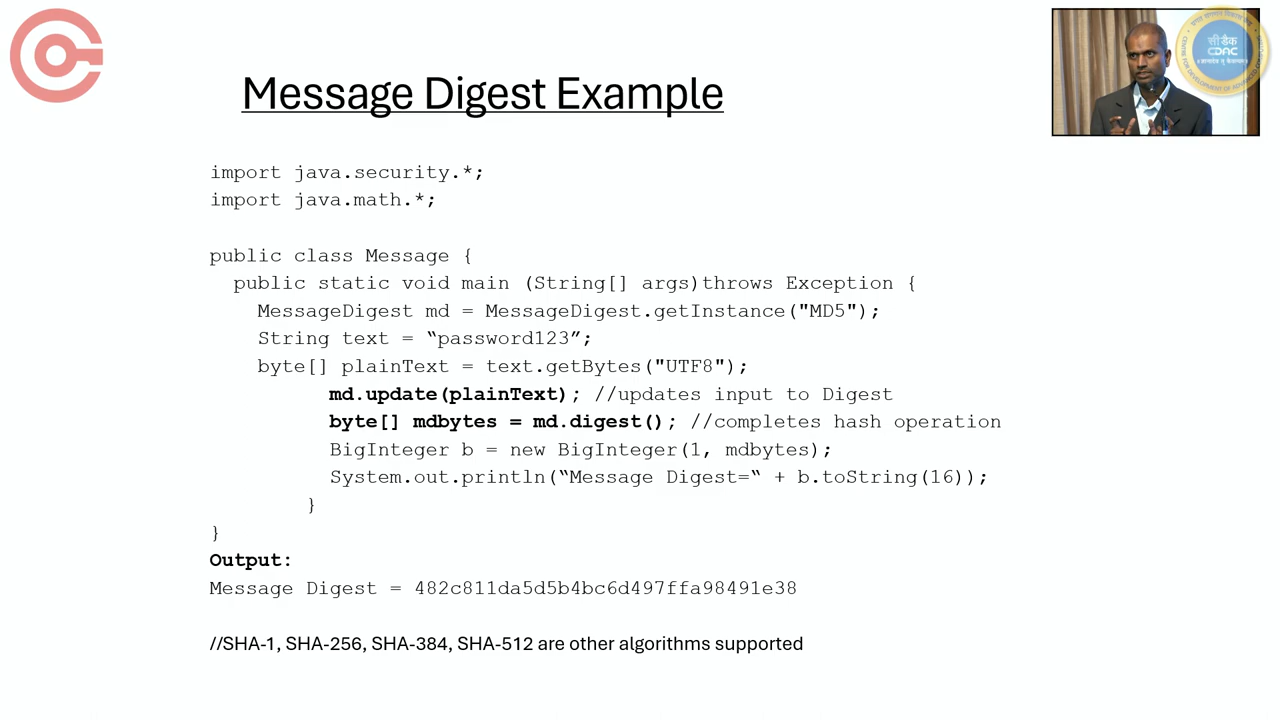 Message Digest Example
सी डैक
CDAC
import java.security.*;
import java.math.*;
public class Message {
public static void main (String[] args)throws Exception {
MessageDigest md = MessageDigest.getInstance("MD5");
String text = “password123”;
byte[] plainText = text.getBytes("UTF8");
md.update(plainText); //updates input to Digest
byte[] mdbytes = md.digest(); //completes hash operation
BigInteger b = new BigInteger(1, mdbytes);
System.out.println(“Message Digest=“ + b.toString(16));
}
}
Output:
Message Digest = 482c811da5d5b4bc6d497ffa98491e38
//SHA-1, SHA-256, SHA-384, SHA-512 are other algorithms supported